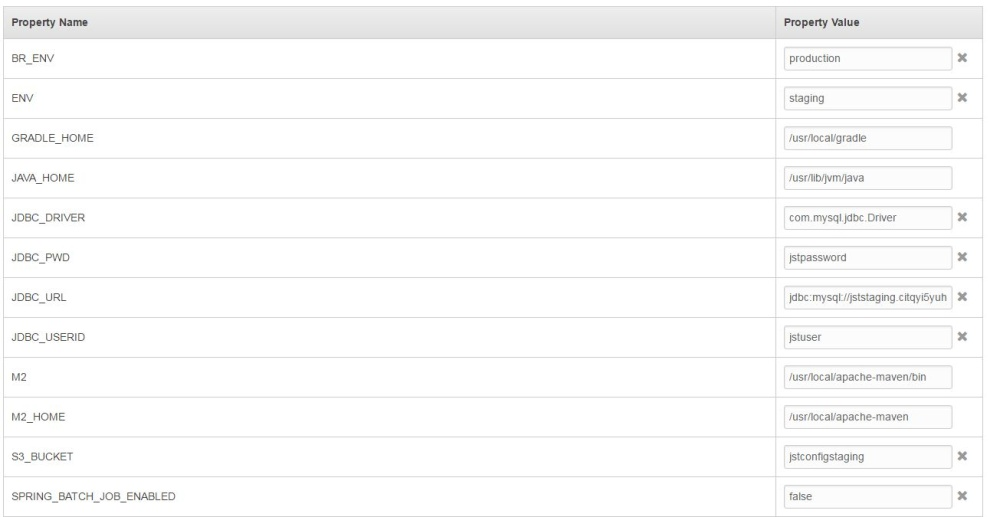 Property Name Property Value
BR_ENV production
ENV staging
GRADLE_HOME /usr/local/gradle
JAVA_HOME /usr/lib/jvm/java
JDBC_DRIVER com.mysql.jdbc.Driver
JDBC_PWD jstpassword
JDBC_URL jdbc:mysql://jststaging.citqyi5yuh
JDBC_USERID jstuser
M2 /usr/local/apache-maven/bin
M2_HOME /usr/local/apache-maven
S3_BUCKET jstconfigstaging
SPRING_BATCH_JOB_ENABLED false